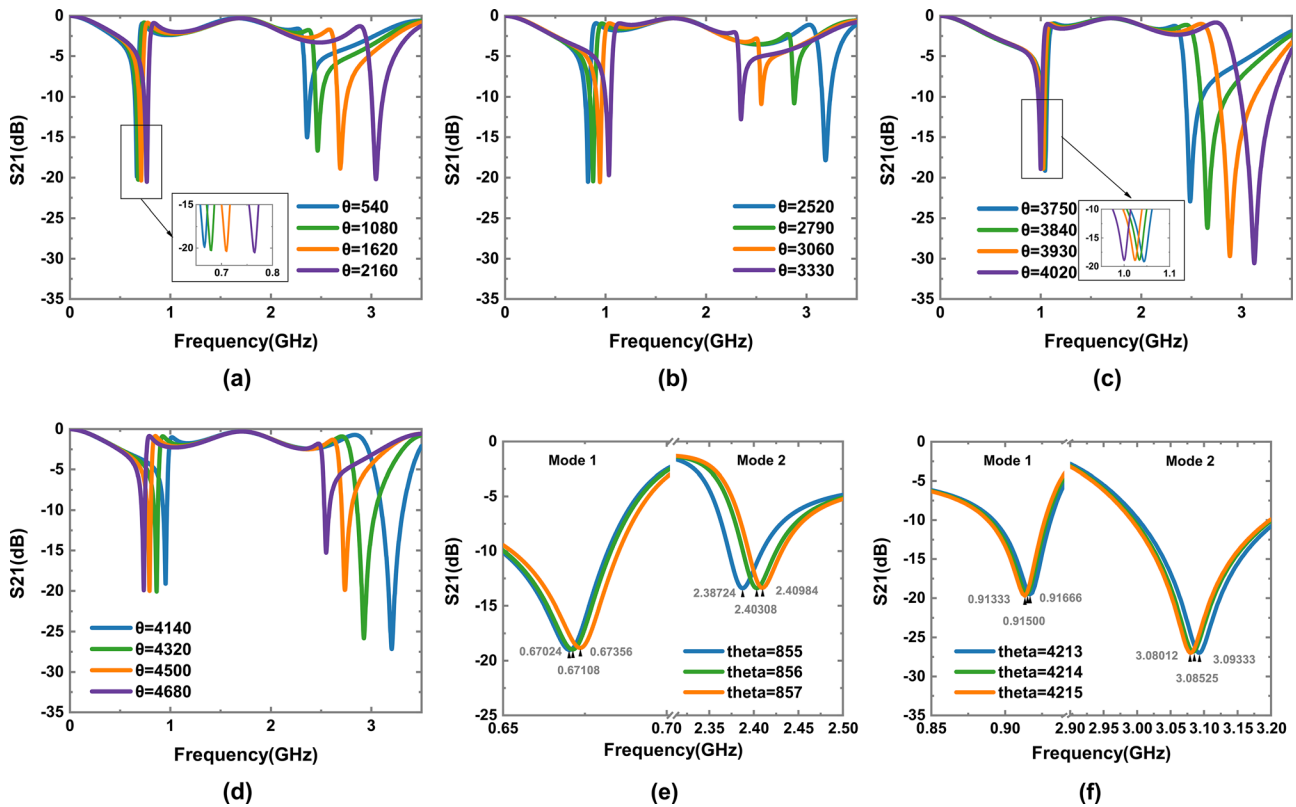 0
-5
-10
-15
-20
-25
-30
-35
S21(dB)
-15
-20
0.7
0.8
θ=540
θ=1080
θ=1620
θ=2160
0
1
2
3
Frequency(GHz)
(a)
0
-5
-10
-15
-20
-25
-30
-35
S21(dB)
θ=2520
θ=2790
θ=3060
θ=3330
0
1
2
3
Frequency(GHz)
(b)
0
-5
-10
-15
-20
-25
-30
-35
S21(dB)
θ=3750
θ=3840
θ=3930
θ=4020
-10
-15
-20
1.0
1.1
0
1
2
3
Frequency(GHz)
(c)
0
-5
-10
-15
-20
-25
-30
-35
S21(dB)
θ=4140
θ=4320
θ=4500
θ=4680
0
1
2
3
Frequency(GHz)
(d)
0
-5
-10
-15
-20
-25
S21(dB)
Mode 1
Mode 2
2.38724
2.40984
2.40308
0.67024
0.67356
0.67108
theta=855
theta=856
theta=857
0.65
0.70
2.35
2.40
2.45
2.50
Frequency(GHz)
(e)
0
-5
-10
-15
-20
-25
-30
-35
S21(dB)
Mode 1
Mode 2
0.91333
0.91666
0.91500
3.08012
3.09333
3.08525
theta=4213
theta=4214
theta=4215
0.85
0.90
2.90
2.95
3.00
3.05
3.10
3.15
3.20
Frequency(GHz)
(f)